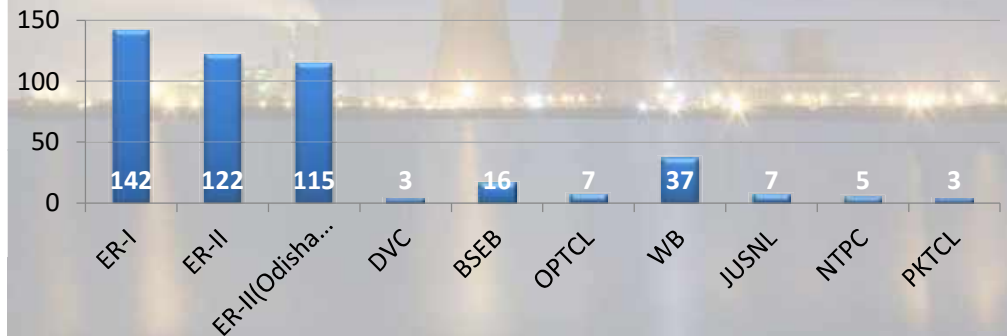 150
100
50
0
142 122 115 3 16 7 37 7 5 3
ER-I
ER-II
ER-II(Odisha...
DVC
BSEB
OPTCL
WB
JUSNL
NTPC
PKTCL